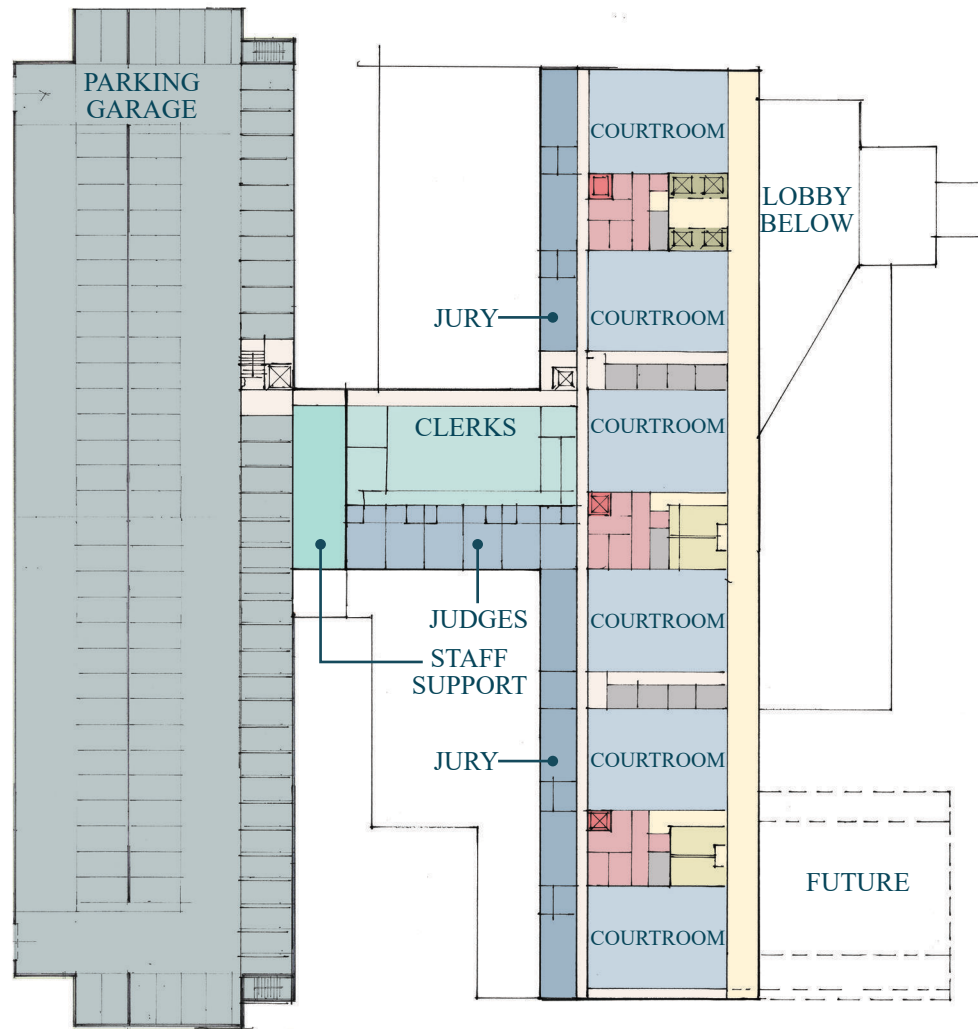 PARKING
GARAGE
COURTROOM
LOBBY
BELOW
JURY
COURTROOM
CLERKS
COURTROOM
JUDGES
COURTROOM
STAFF
SUPPORT
JURY
COURTROOM
FUTURE
COURTROOM